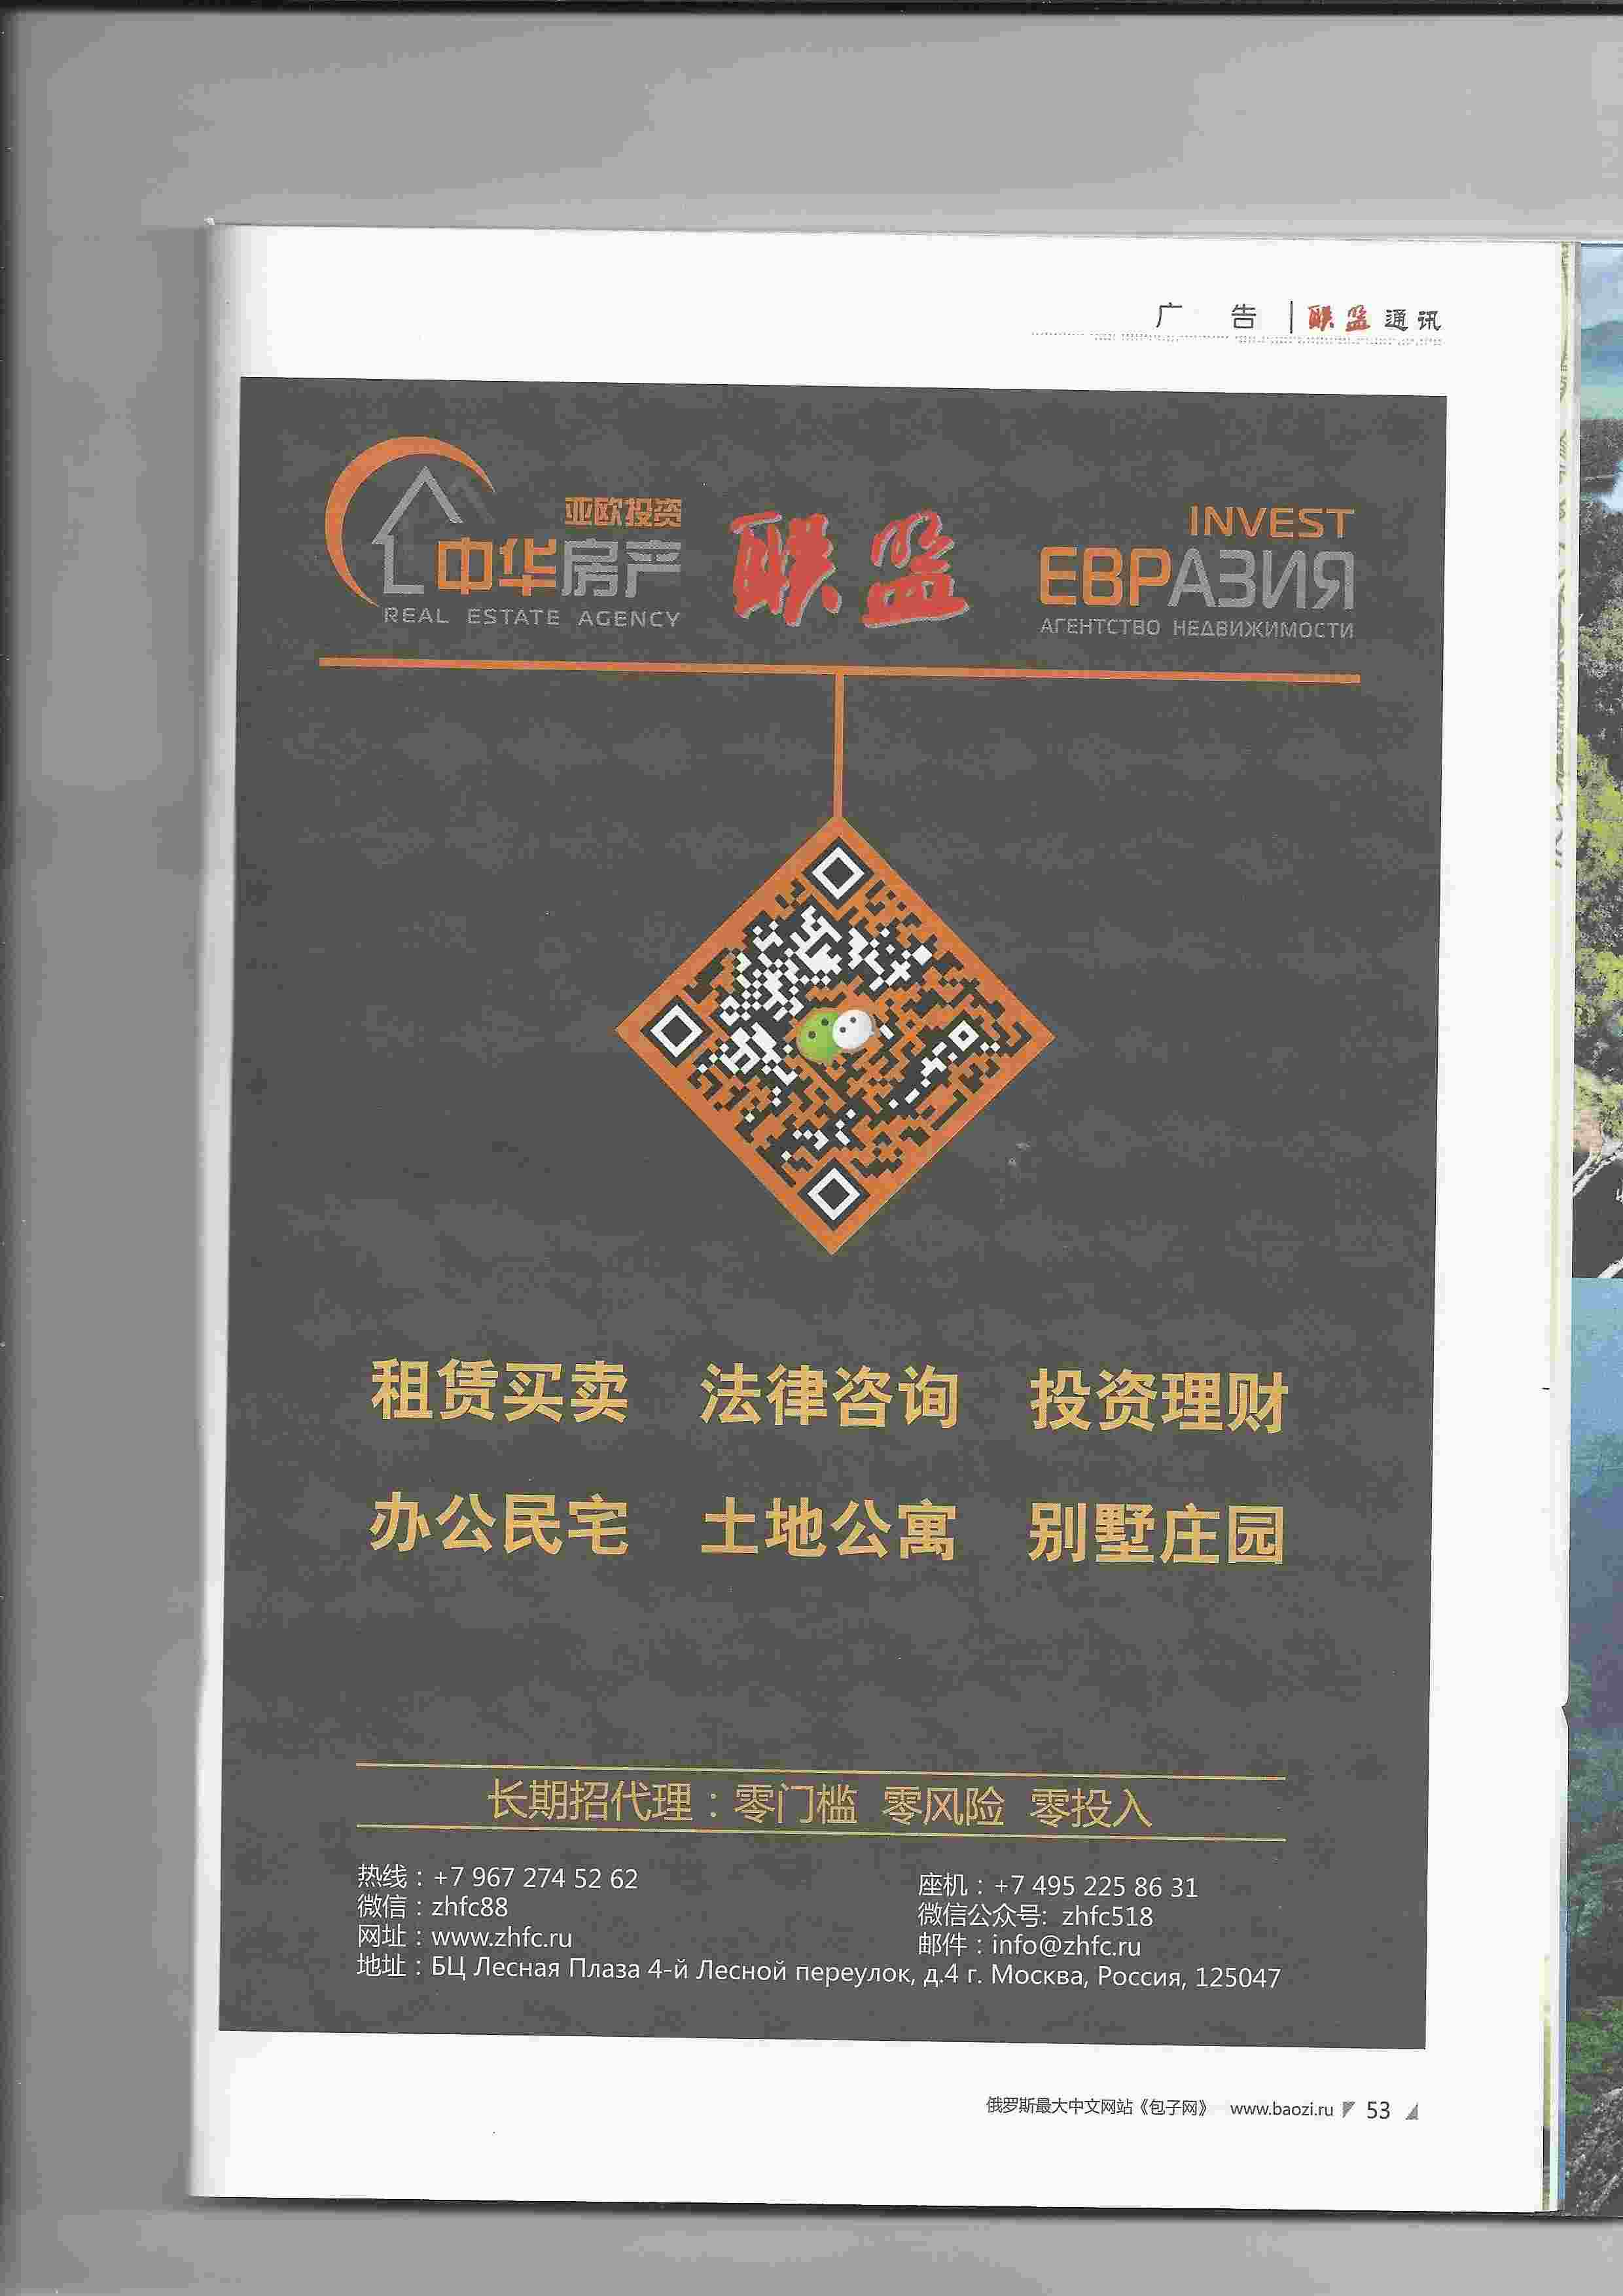 广 告 联盟通讯
亚欧投资
中华房产
REAL ESTATE AGENCY
联盟
INVEST
ЕВРАЗИЯ
АГЕНТСТВО НЕДВИЖИМОСТИ
租赁买卖 法律咨询 投资理财
办公民宅 土地公寓 别墅庄园
长期招代理：零门槛 零风险 零投入
热线：+7 967 274 52 62
微信：zhfc88
网址：www.zhfc.ru
座机：+7 495 225 86 31
微信公众号: zhfc518
邮件：info@zhfc.ru
地址：БЦ Лесная Плаза 4-й Лесной переулок, д.4 г. Москва, Россия, 125047
俄罗斯最大中文网站《包子网》 www.baozi.ru 53